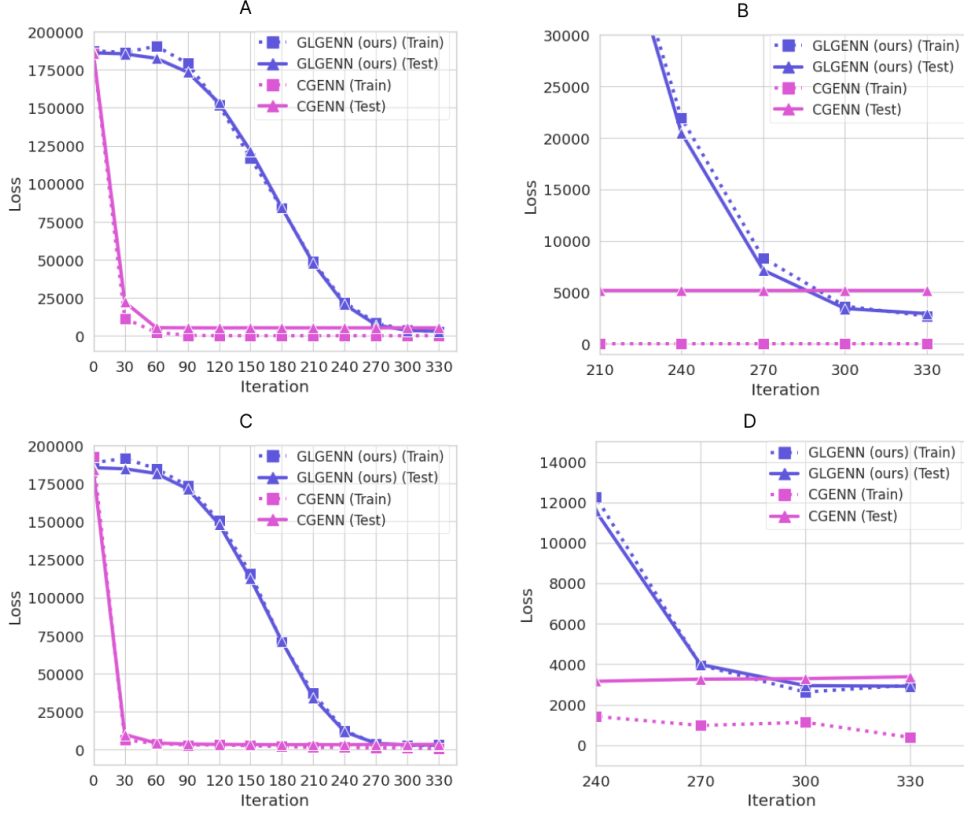 A
200000
175000
150000
125000
100000
75000
50000
25000
0
Loss
GLGENN (ours) (Train)
GLGENN (ours) (Test)
CGENN (Train)
CGENN (Test)
0 30 60 90 120 150 180 210 240 270 300 330
Iteration
B
30000
25000
20000
15000
10000
5000
0
Loss
GLGENN (ours) (Train)
GLGENN (ours) (Test)
CGENN (Train)
CGENN (Test)
210 240 270 300 330
Iteration
C
200000
175000
150000
125000
100000
75000
50000
25000
0
Loss
GLGENN (ours) (Train)
GLGENN (ours) (Test)
CGENN (Train)
CGENN (Test)
0 30 60 90 120 150 180 210 240 270 300 330
Iteration
D
14000
12000
10000
8000
6000
4000
2000
0
Loss
GLGENN (ours) (Train)
GLGENN (ours) (Test)
CGENN (Train)
CGENN (Test)
240 270 300 330
Iteration